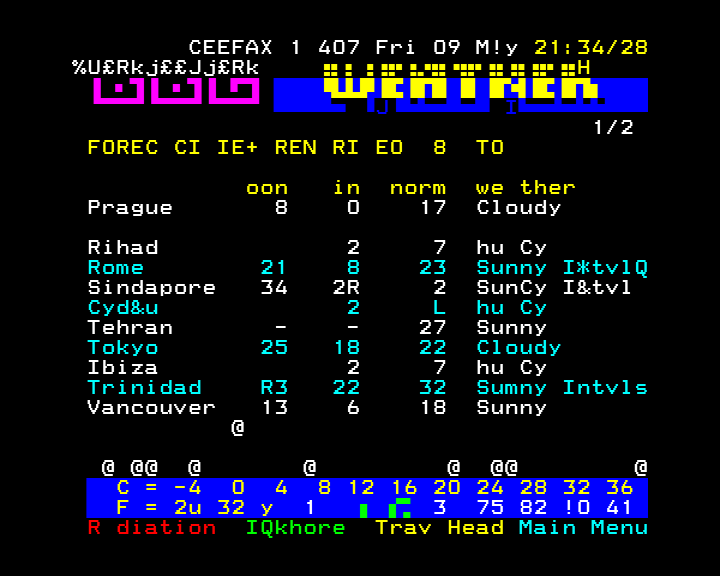 CEEFAX 1 407 Fri 09 M!y 21:34/28
%U£Rkj££Jj£Rk H
J I
1/2
FOREC CI IE+ REN RI EO 8 TO
oon in norm we ther
Prague 8 0 17 Cloudy
Rihad 2 7 hu Cy
Rome 21 8 23 Sunny I*tvlQ
Sindapore 34 2R 2 SunCy I&tvl
Cyd&u 2 L hu Cy
Tehran - - 27 Sunny
Tokyo 25 18 22 Cloudy
Ibiza 2 7 hu Cy
Trinidad R3 22 32 Sumny Intvls
Vancouver 13 6 18 Sunny
@
@ @@ @ @ @ @@ @
C = -4 0 4 8 12 16 20 24 28 32 36
F = 2u 32 y 1 3 75 82 !0 41
R diation IQkhore Trav Head Main Menu